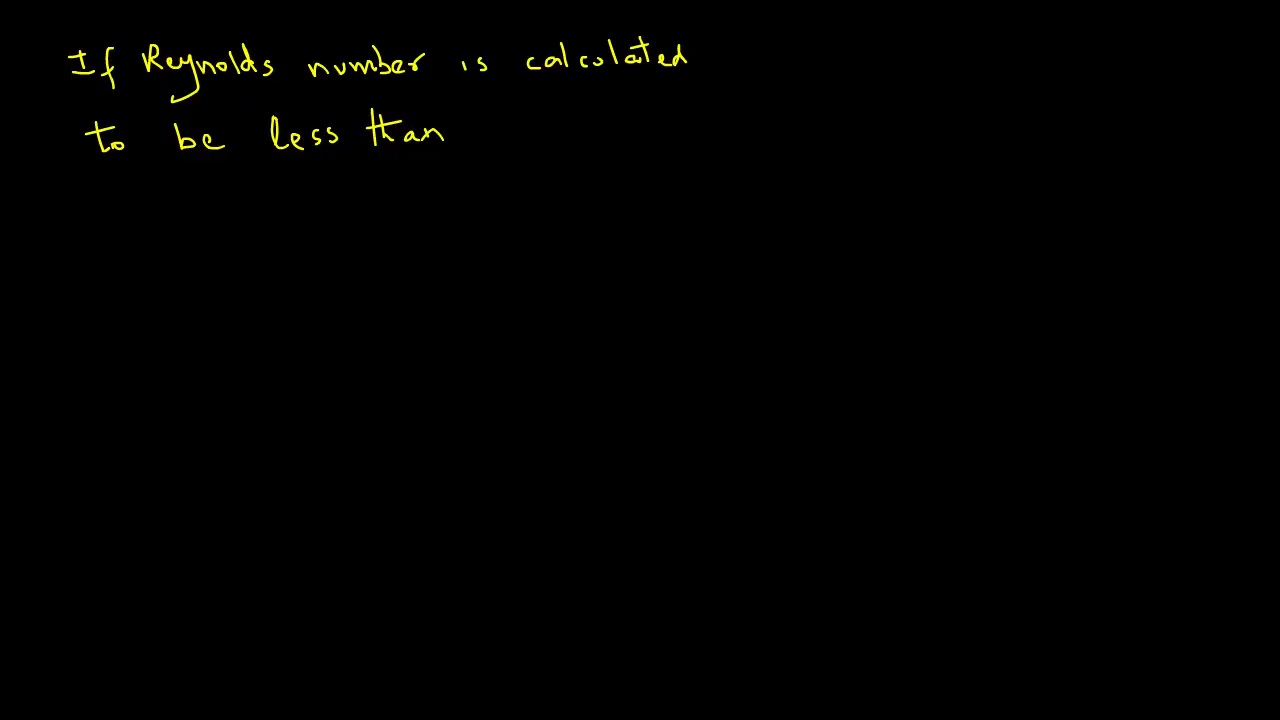 If Reynolds number is calculated
to be less than